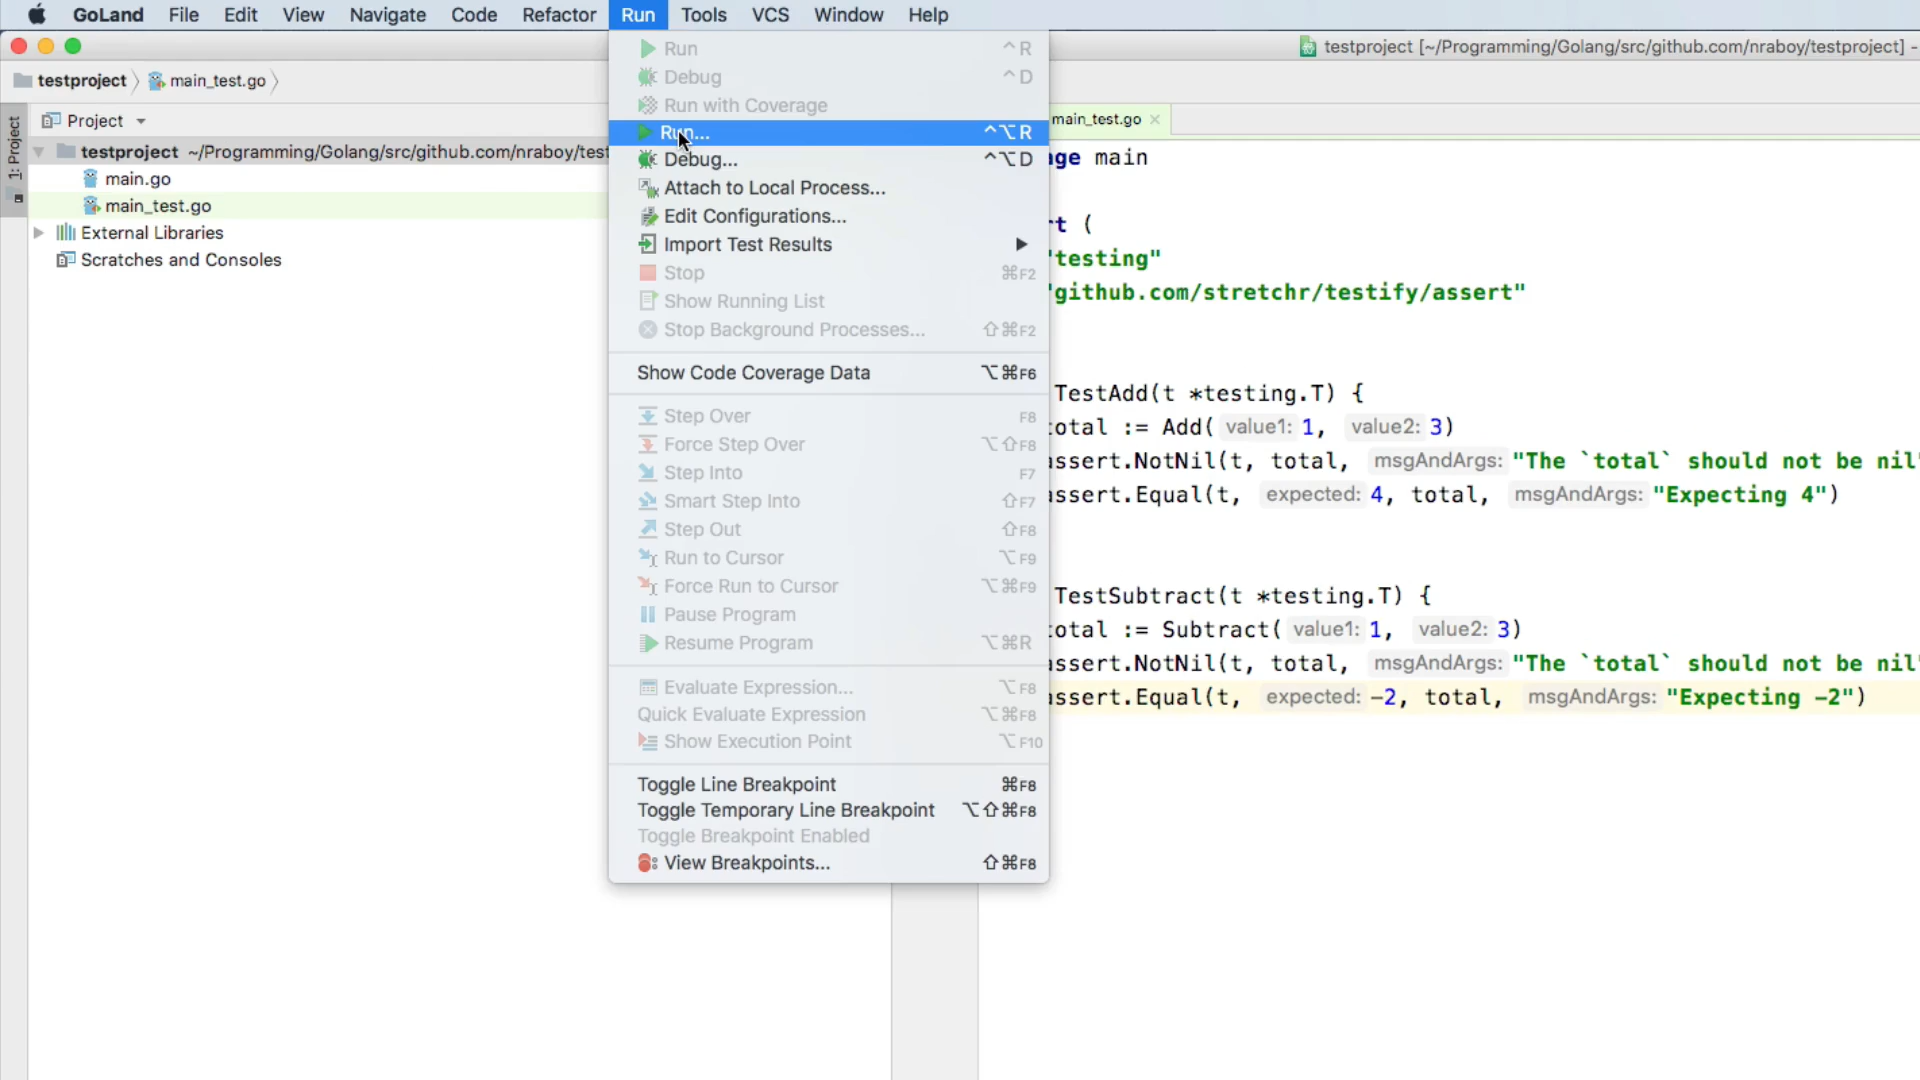 GoLand File Edit View Navigate Code Refactor Run Tools VCS Window Help
testproject [~/Programming/Golang/src/github.com/nraboy/testproject] -
testproject main_test.go
1: Project
Project
testproject ~/Programming/Golang/src/github.com/nraboy/test
main.go
main_test.go
External Libraries
Scratches and Consoles
Run ^R
Debug ^D
Run with Coverage
Run... ^⌥R
Debug... ^⌥D
Attach to Local Process...
Edit Configurations...
Import Test Results
Stop ⌘F2
Show Running List
Stop Background Processes... ⇧⌘F2
Show Code Coverage Data ⌥⌘F6
Step Over F8
Force Step Over ⌥⇧F8
Step Into F7
Smart Step Into ⇧F7
Step Out ⇧F8
Run to Cursor ⌥F9
Force Run to Cursor ⌥⌘F9
Pause Program
Resume Program ⌥⌘R
Evaluate Expression... ⌥F8
Quick Evaluate Expression ⌥⌘F8
Show Execution Point ⌥F10
Toggle Line Breakpoint ⌘F8
Toggle Temporary Line Breakpoint ⌥⇧⌘F8
Toggle Breakpoint Enabled
View Breakpoints... ⇧⌘F8
main_test.go
age main
rt (
"testing"
"github.com/stretchr/testify/assert"
TestAdd(t *testing.T) {
total := Add( value1: 1, value2: 3)
assert.NotNil(t, total, msgAndArgs: "The `total` should not be nil"
assert.Equal(t, expected: 4, total, msgAndArgs: "Expecting 4")
TestSubtract(t *testing.T) {
total := Subtract( value1: 1, value2: 3)
assert.NotNil(t, total, msgAndArgs: "The `total` should not be nil"
assert.Equal(t, expected: -2, total, msgAndArgs: "Expecting -2")